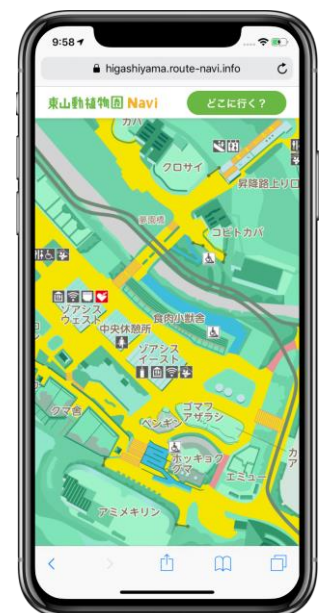 9:58
higashiyama.route-navi.info
東山動植物園 Navi
どこに行く?
カバ
クロサイ
昇降路上り口
コビトカバ
食肉小獣舎
ゾアシス
ウエスト
中央休憩所
ゾアシス
イースト
クマ舎
ゴマフ
アザラシ
ペンギン
ホッキョク
グマ
エミュー
カ
ア
アミメキリン